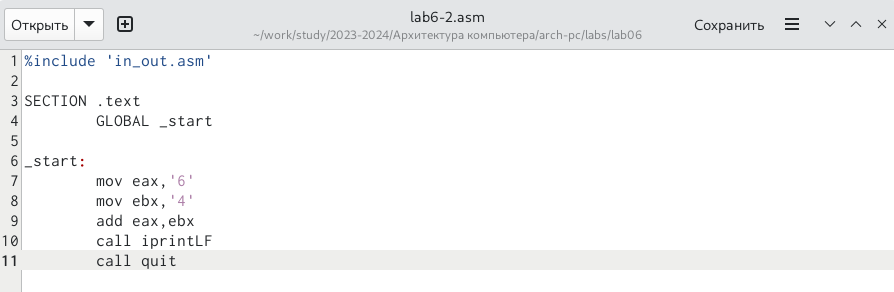 Открыть
lab6-2.asm
~/work/study/2023-2024/Архитектура компьютера/arch-pc/labs/lab06
Сохранить
1 %include 'in_out.asm'
2
3 SECTION .text
4 GLOBAL _start
5
6 _start:
7 mov eax,'6'
8 mov ebx,'4'
9 add eax,ebx
10 call iprintLF
11 call quit